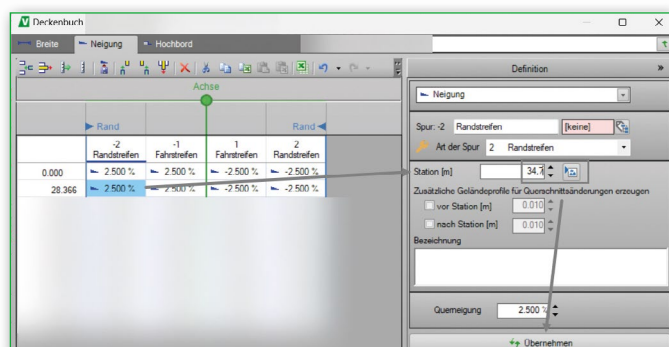 Deckenbuch
Breite Neigung Hochbord
Achse
Rand Rand
-2 -1 1 2
Randstreifen Fahrstreifen Fahrstreifen Randstreifen
0.000 2.500 % 2.500 % -2.500 % -2.500 %
28.366 2.500 % 2.500 % -2.500 % -2.500 %
Definition
Neigung
Spur: -2 Randstreifen [keine]
Art der Spur 2 Randstreifen
Station [m] 34.7
Zusätzliche Geländeprofile für Querschnittsänderungen erzeugen
vor Station [m] 0.010
nach Station [m] 0.010
Bezeichnung
Querneigung 2.500 %
Übernehmen